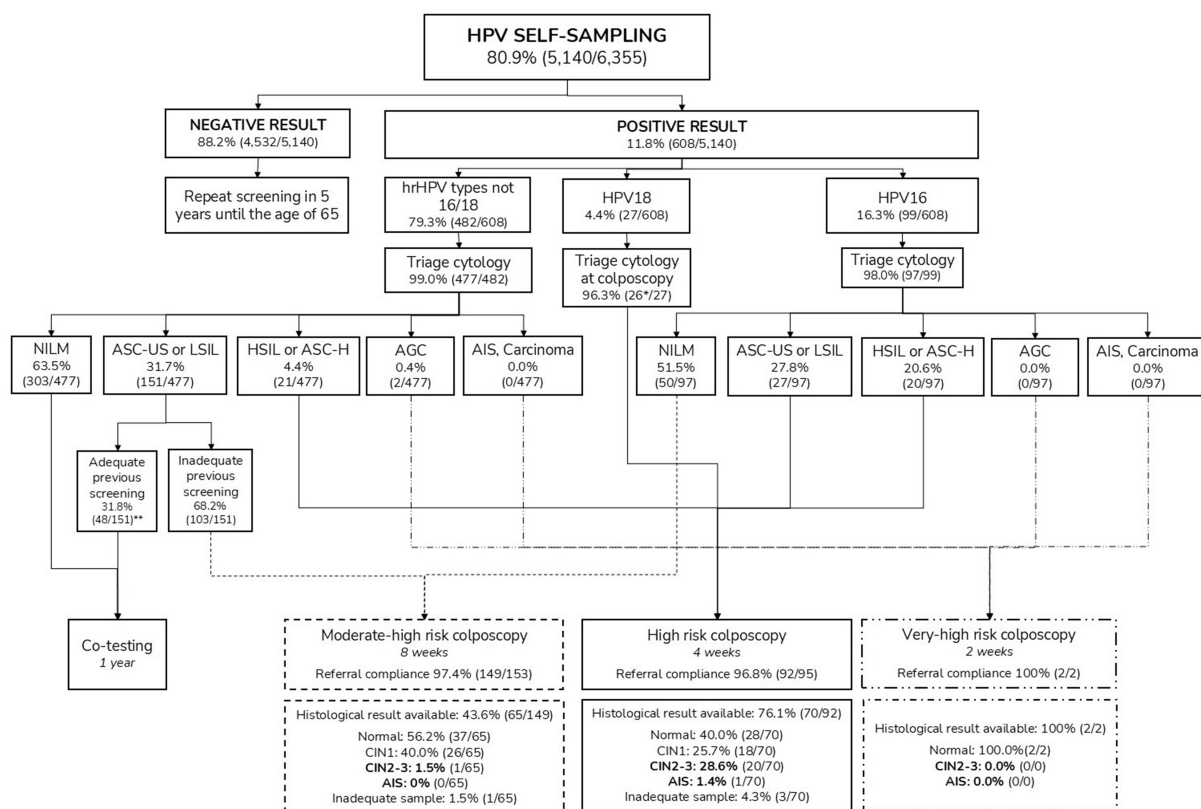 HPV SELF-SAMPLING
80.9% (5,140/6,355)
NEGATIVE RESULT
88.2% (4,532/5,140)
POSITIVE RESULT
11.8% (608/5,140)
Repeat screening in 5
years until the age of 65
hrHPV types not
16/18
79.3% (482/608)
HPV18
4.4% (27/608)
HPV16
16.3% (99/608)
Triage cytology
99.0% (477/482)
Triage cytology
at colposcopy
96.3% (26*/27)
Triage cytology
98.0% (97/99)
NILM
63.5%
(303/477)
ASC-US or LSIL
31.7%
(151/477)
HSIL or ASC-H
4.4%
(21/477)
AGC
0.4%
(2/477)
AIS, Carcinoma
0.0%
(0/477)
NILM
51.5%
(50/97)
ASC-US or LSIL
27.8%
(27/97)
HSIL or ASC-H
20.6%
(20/97)
AGC
0.0%
(0/97)
AIS, Carcinoma
0.0%
(0/97)
Adequate
previous
screening
31.8%
(48/151)**
Inadequate
previous
screening
68.2%
(103/151)
Co-testing
1 year
Moderate-high risk colposcopy
8 weeks
Referral compliance 97.4% (149/153)
High risk colposcopy
4 weeks
Referral compliance 96.8% (92/95)
Very-high risk colposcopy
2 weeks
Referral compliance 100% (2/2)
Histological result available: 43.6% (65/149)
Normal: 56.2% (37/65)
CIN1: 40.0% (26/65)
CIN2-3: 1.5% (1/65)
AIS: 0% (0/65)
Inadequate sample: 1.5% (1/65)
Histological result available: 76.1% (70/92)
Normal: 40.0% (28/70)
CIN1: 25.7% (18/70)
CIN2-3: 28.6% (20/70)
AIS: 1.4% (1/70)
Inadequate sample: 4.3% (3/70)
Histological result available: 100% (2/2)
Normal: 100.0%(2/2)
CIN2-3: 0.0% (0/0)
AIS: 0.0% (0/0)